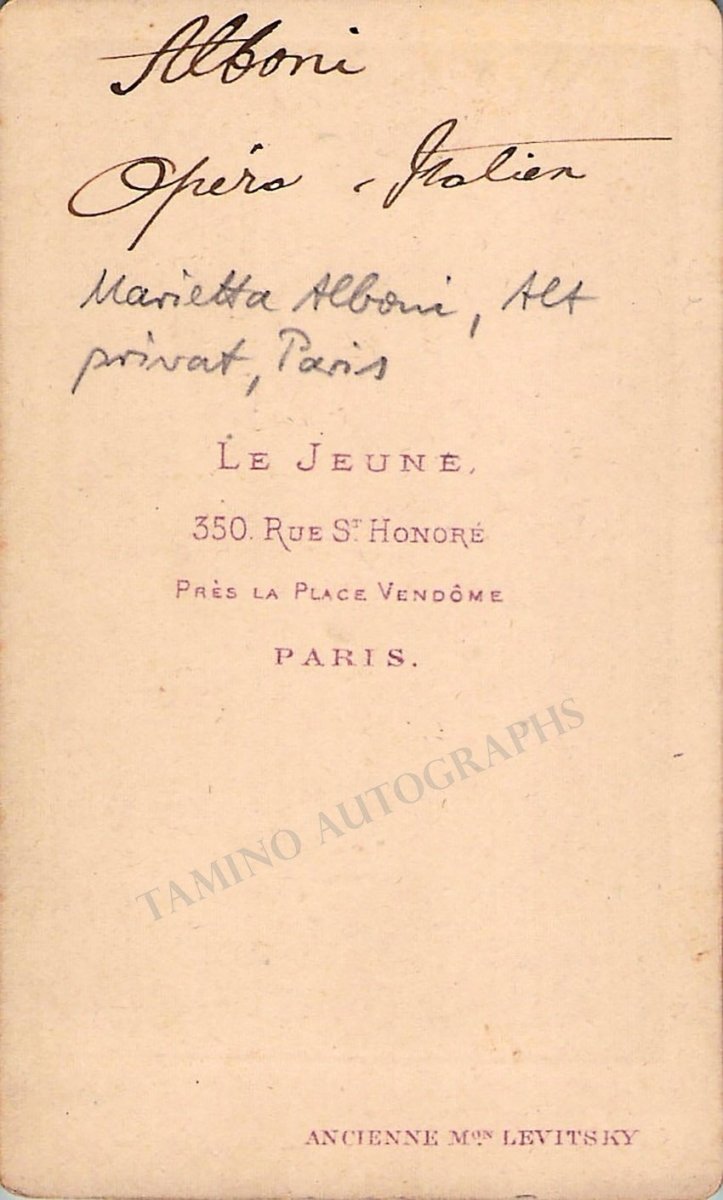 Alboni
Opéra - Italien
Marietta Alboni, Alt
privat, Paris
LE JEUNE,
350. RUE ST HONORÉ
PRÈS LA PLACE VENDÔME
PARIS.
TAMINO AUTOGRAPHS
ANCIENNE MON LEVITSKY